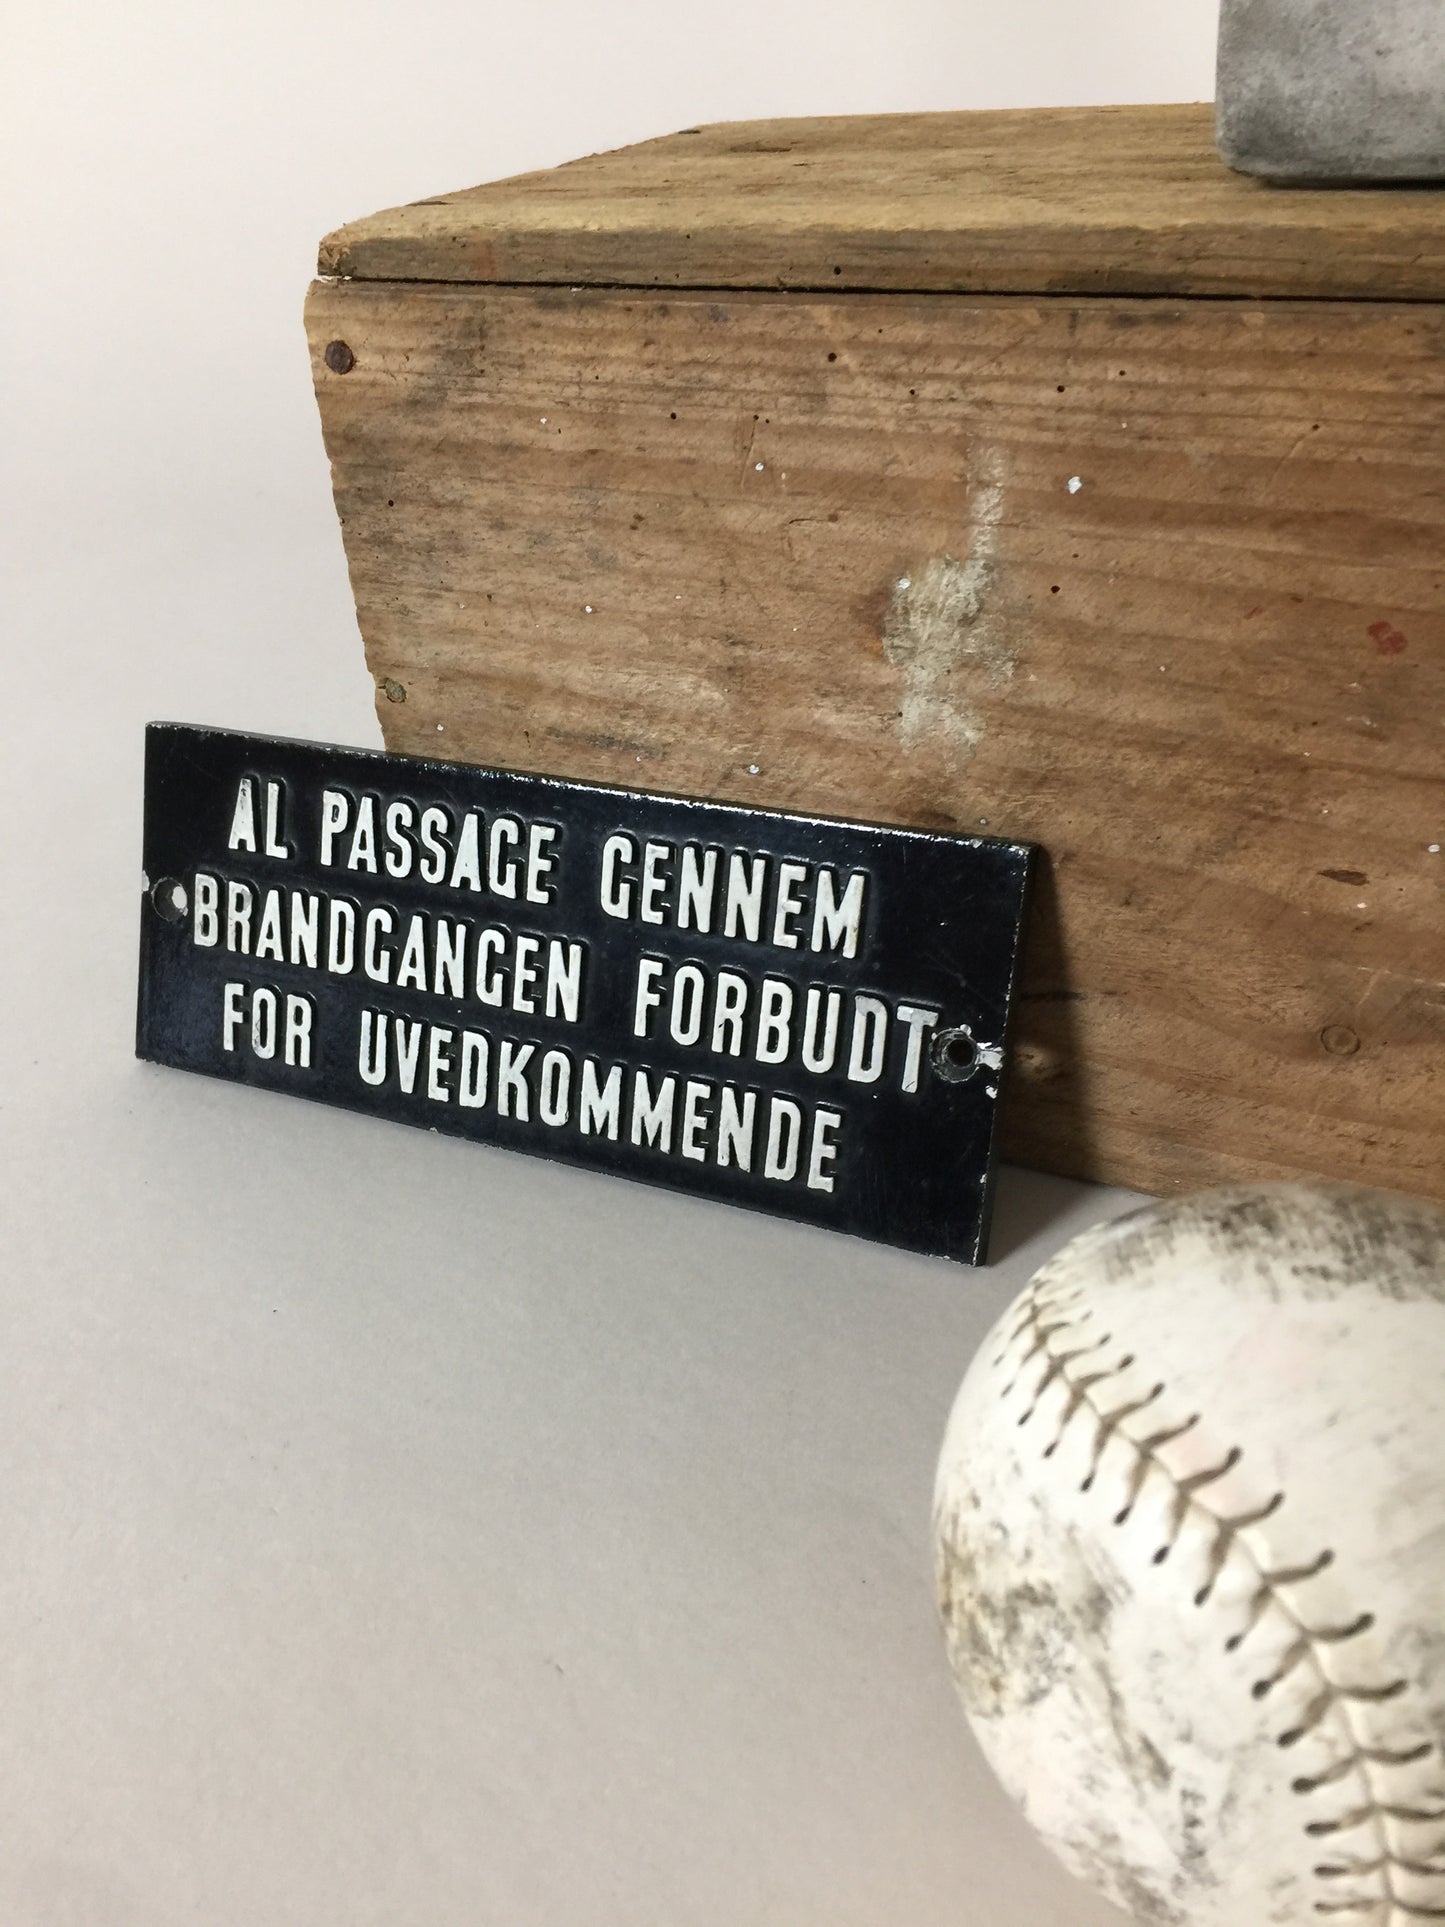 AL PASSAGE GENNEM
BRANDGANGEN FORBUDT
FOR UVEDKOMMENDE